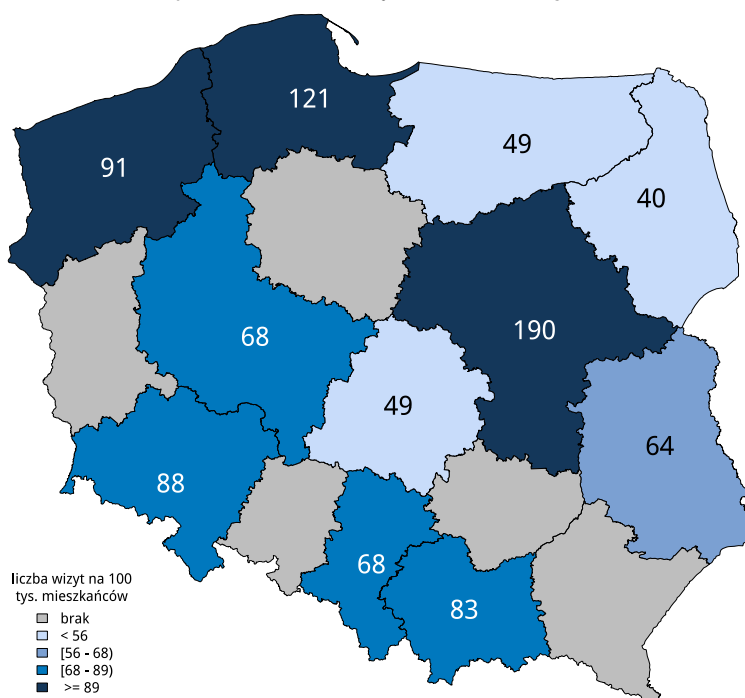 121
49
91
40
190
68
49
64
88
68
83
liczba wizyt na 100
tys. mieszkańców
brak
< 56
[56 - 68)
[68 - 89)
>= 89